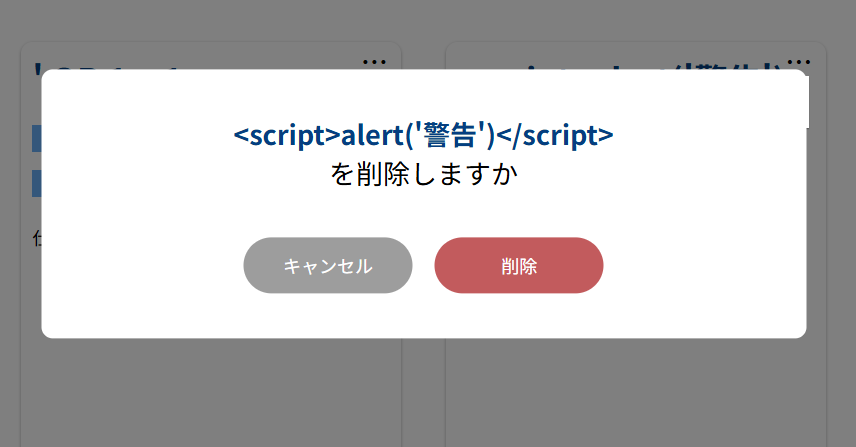 ...
...
<script>alert('警告')</script>
を削除しますか
キャンセル
削除